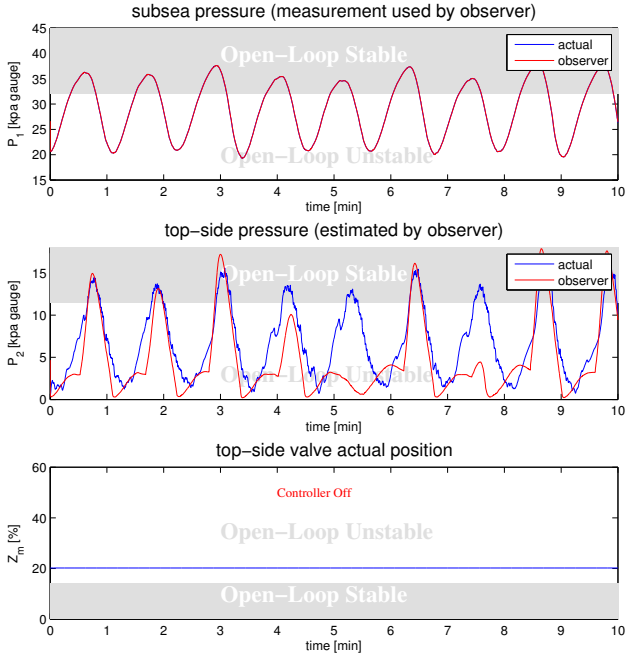 subsea pressure (measurement used by observer)
45
40
35
30
25
20
15
P1 [kpa gauge]
Open-Loop Stable
Open-Loop Unstable
actual
observer
0 1 2 3 4 5 6 7 8 9 10
time [min]
top-side pressure (estimated by observer)
15
10
5
0
P2 [kpa gauge]
Open-Loop Stable
Open-Loop Unstable
actual
observer
0 1 2 3 4 5 6 7 8 9 10
time [min]
top-side valve actual position
60
40
20
0
Zm [%]
Controller Off
Open-Loop Unstable
Open-Loop Stable
0 1 2 3 4 5 6 7 8 9 10
time [min]